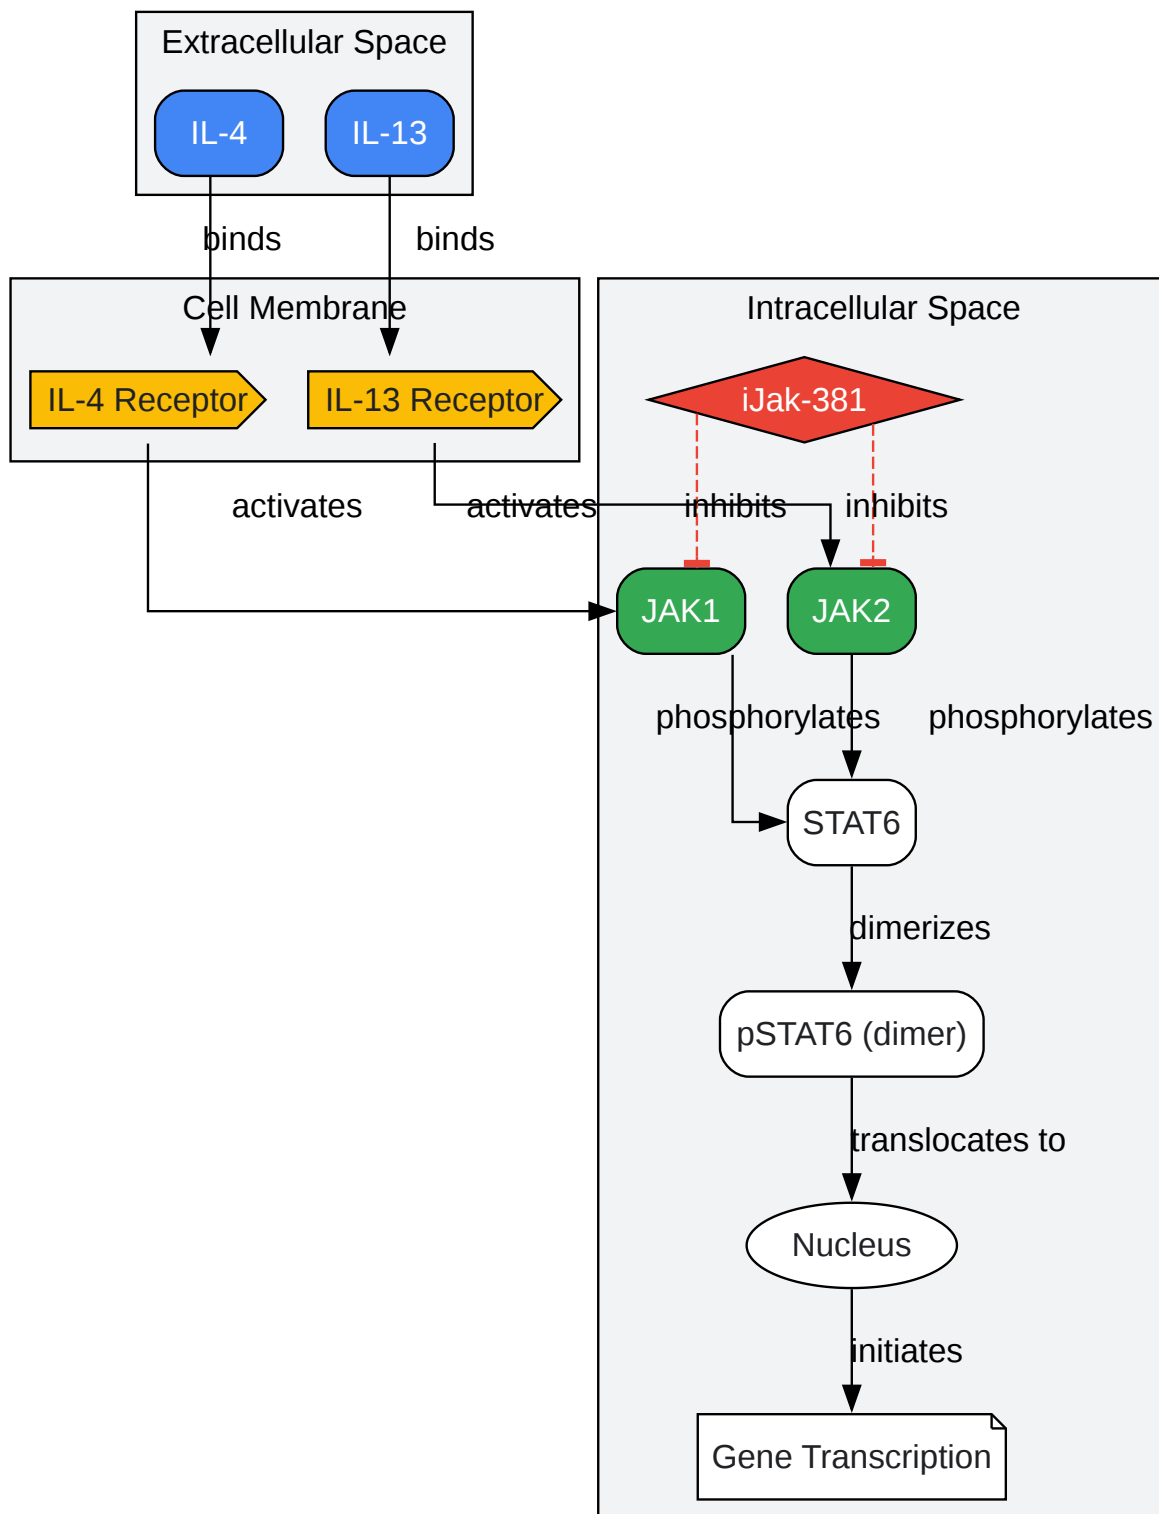 Extracellular Space
IL-4
IL-13
binds
binds
Cell Membrane
IL-4 Receptor
IL-13 Receptor
Intracellular Space
iJak-381
activates
activates
inhibits
inhibits
JAK1
JAK2
phosphorylates
phosphorylates
STAT6
dimerizes
pSTAT6 (dimer)
translocates to
Nucleus
initiates
Gene Transcription